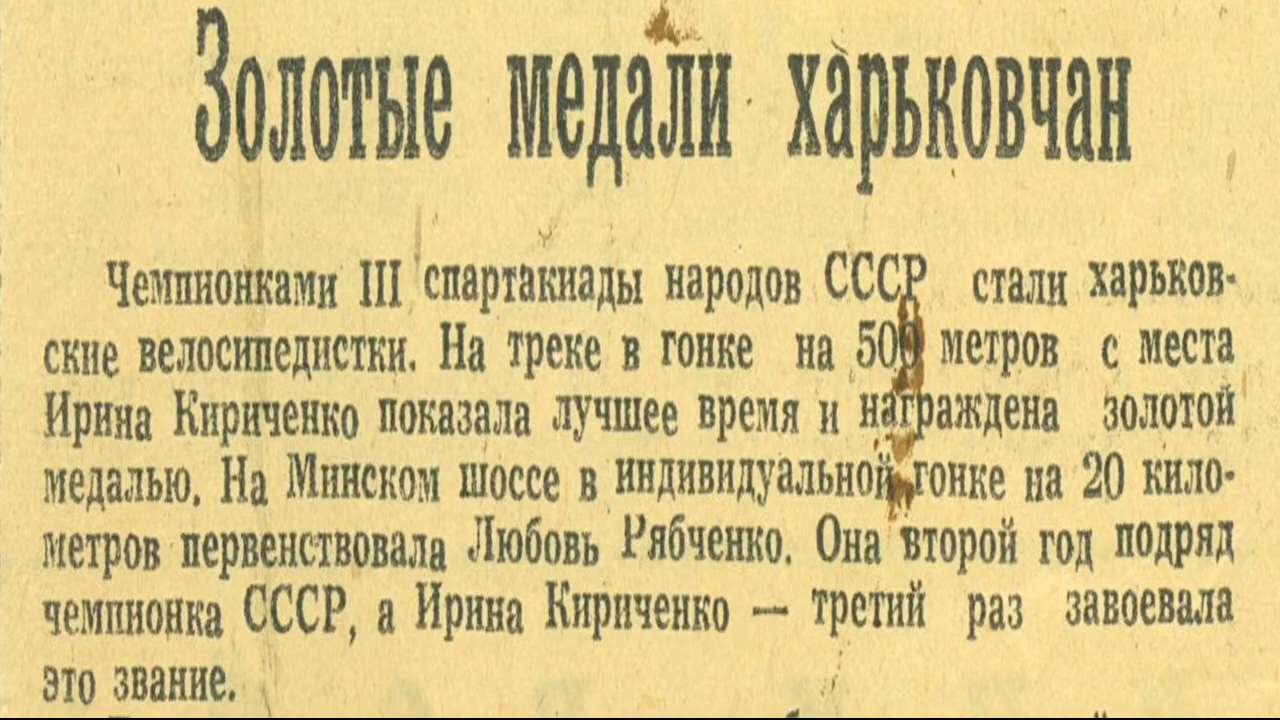 Золотые медали харьковчан
Чемпионками III спартакиады народов СССР стали харьков-
ские велосипедистки. На треке в гонке на 500 метров с места
Ирина Кириченко показала лучшее время и награждена золотой
медалью. На Минском шоссе в индивидуальной гонке на 20 кило-
метров первенствовала Любовь Рябченко. Она второй год подряд
чемпионка СССР, а Ирина Кириченко — третий раз завоевала
это звание.